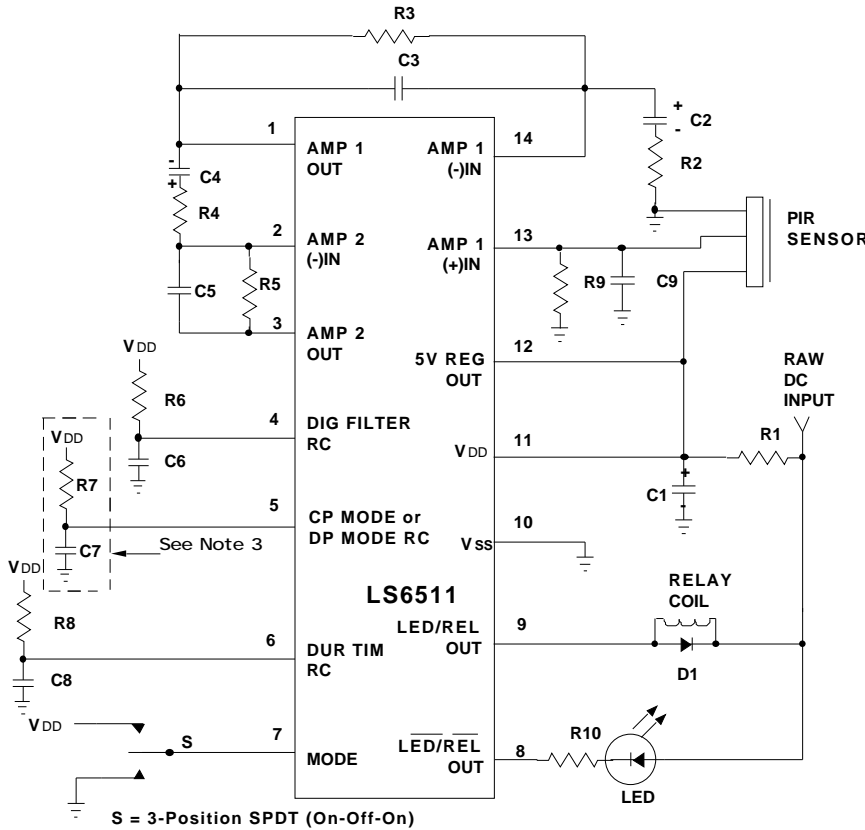 R3
C3
C2
+
-
R2
1
14
AMP 1
OUT
AMP 1
(-)IN
-
+
C4
R4
PIR
SENSOR
2
13
AMP 2
(-)IN
AMP 1
(+)IN
C5
R5
R9
C9
3
AMP 2
OUT
12
5V REG
OUT
RAW
DC
INPUT
VDD
R6
4
DIG FILTER
RC
C6
11
VDD
R1
C1
+
-
VDD
R7
C7
5
CP MODE or
DP MODE RC
See Note 3
10
VSS
LS6511
RELAY
COIL
VDD
R8
C8
9
LED/REL
OUT
D1
6
DUR TIM
RC
VDD
S
7
MODE
LED/REL
OUT
8
R10
LED
S = 3-Position SPDT (On-Off-On)